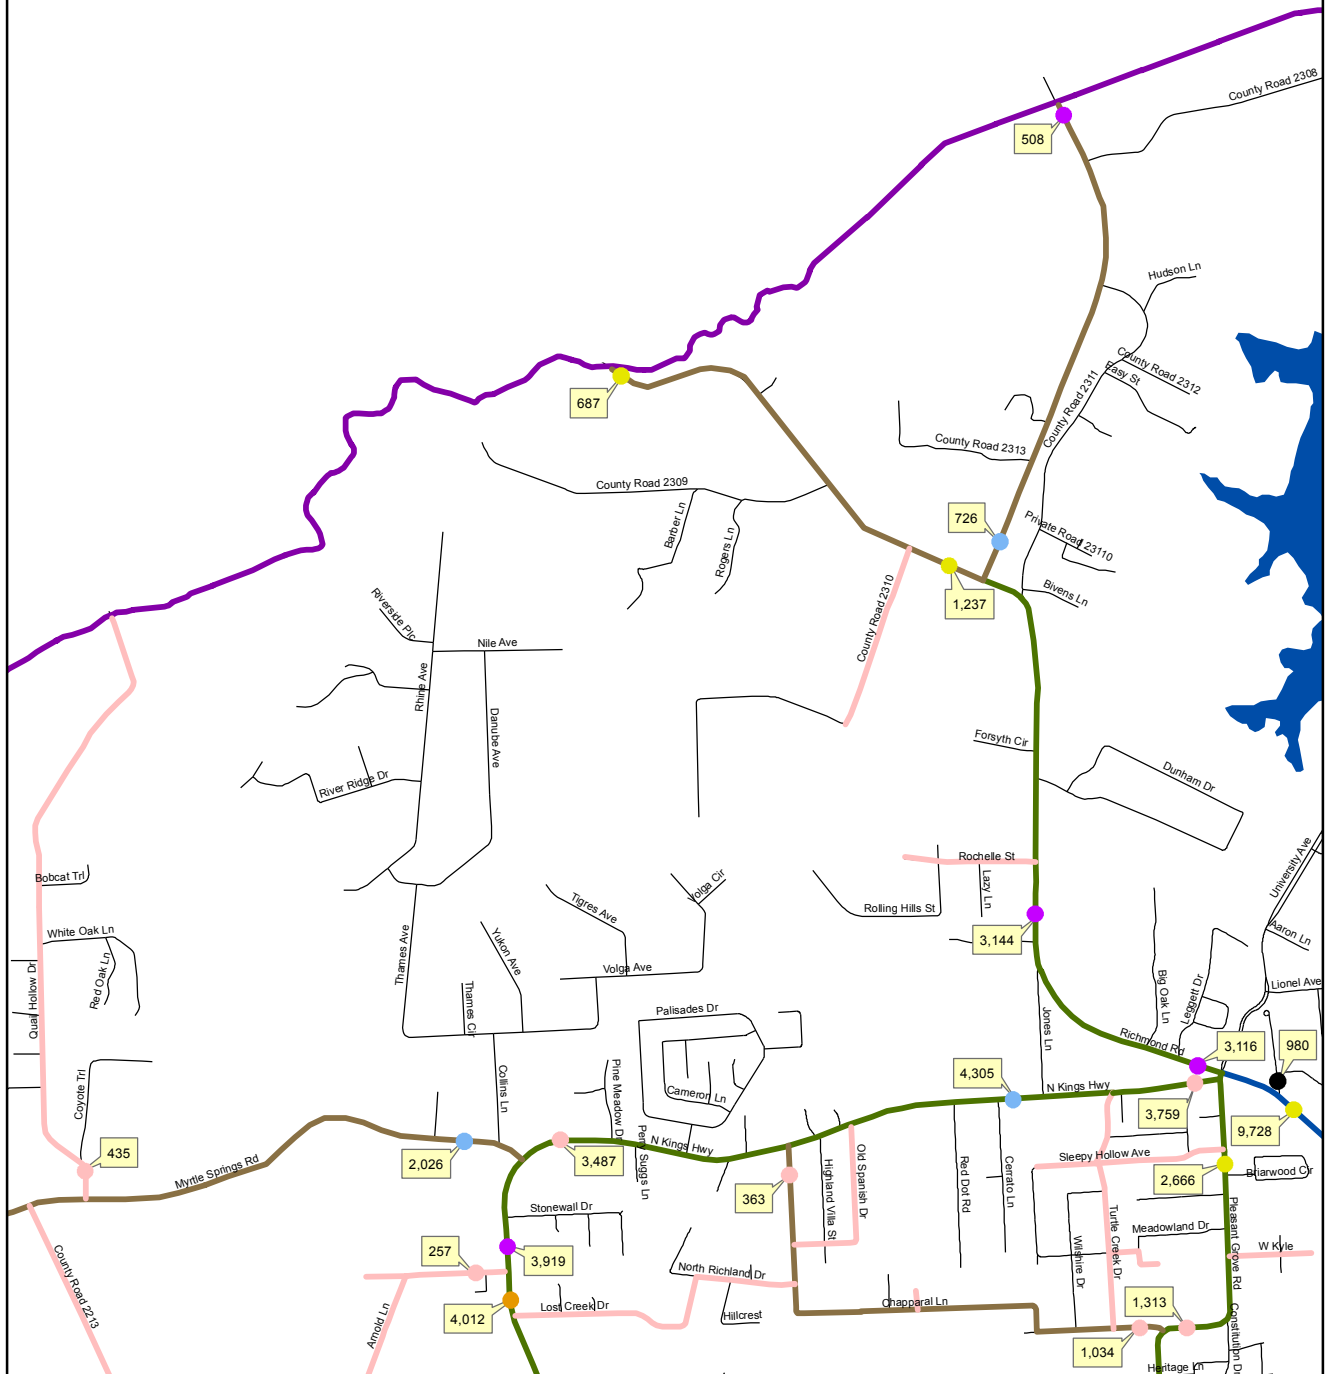 County Road 2308
508
Hudson Ln
County Road 2312
Easy St
687
County Road 2311
County Road 2313
County Road 2309
Barber Ln
Rogers Ln
726
Private Road 23110
1,237
Bivens Ln
County Road 2310
Riverside Plc
Nile Ave
Rhine Ave
Danube Ave
Forsyth Cir
Dunham Dr
River Ridge Dr
University Ave
Rochelle St
Lazy Ln
Bobcat Trl
Volga Cir
Tigres Ave
Rolling Hills St
3,144
Aaron Ln
White Oak Ln
Red Oak Ln
Quail Hollow Dr
Thames Ave
Yukon Ave
Volga Ave
Thames Cir
Big Oak Ln
Leggett Dr
Lionel Ave
Palisades Dr
Jones Ln
Richmond Rd
3,116
980
4,305
N Kings Hwy
Coyote Trl
Collins Ln
Pine Meadow Dr
Cameron Ln
3,759
9,728
435
2,026
3,487
Perry Suggs Ln
N Kings Hwy
Myrtle Springs Rd
363
Highland Villa St
Old Spanish Dr
Red Dot Rd
Cerrato Ln
Sleepy Hollow Ave
2,666
Briarwood Cir
Stonewall Dr
Turtle Creek Dr
Meadowland Dr
Pleasant Grove Rd
W Kyle
Wilshire Dr
257
3,919
North Richland Dr
County Road 2213
4,012
Lost Creek Dr
Hillcrest
Chapparal Ln
1,313
Arnold Ln
1,034
Constitution Dr
Heritage Ln